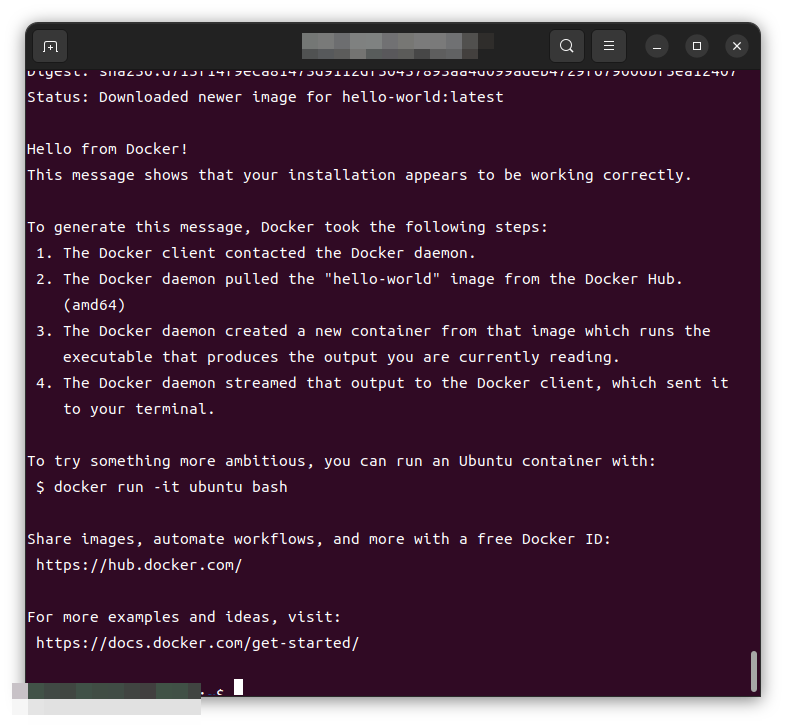 Status: Downloaded newer image for hello-world:latest
Hello from Docker!
This message shows that your installation appears to be working correctly.
To generate this message, Docker took the following steps:
1. The Docker client contacted the Docker daemon.
2. The Docker daemon pulled the "hello-world" image from the Docker Hub.
(amd64)
3. The Docker daemon created a new container from that image which runs the
executable that produces the output you are currently reading.
4. The Docker daemon streamed that output to the Docker client, which sent it
to your terminal.
To try something more ambitious, you can run an Ubuntu container with:
$ docker run -it ubuntu bash
Share images, automate workflows, and more with a free Docker ID:
https://hub.docker.com/
For more examples and ideas, visit:
https://docs.docker.com/get-started/